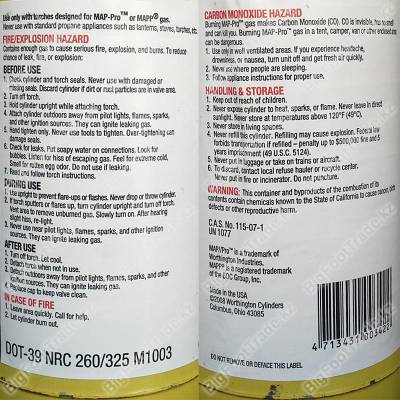 Use only with torches designed for MAP-Pro™ or MAPP® gas.
Never use with standard propane appliances such as lanterns, stoves, torches, etc.
FIRE/EXPLOSION HAZARD
Contains enough gas to cause serious fire, explosion, and burns. To reduce
chance of leak, fire, or explosion:
BEFORE USE
1. Check cylinder and torch seals. Never use with damaged or
missing seals. Discard cylinder if dirt or rust particles are in valve area.
2. Turn off torch.
3. Hold cylinder upright while attaching torch.
4. Attach cylinder outdoors away from pilot lights, flames, sparks,
and other ignition sources. They can ignite leaking gas.
5. Hand tighten only. Never use tools to tighten. Over-tightening can
damage seals.
6. Check for leaks. Put soapy water on connections. Look for
bubbles. Listen for hiss of escaping gas. Feel for extreme cold.
Smell for rotten egg odor. Do not use if leaking.
7. Read and follow torch instructions.
DURING USE
1. Use upright to prevent flare-ups or flashes. Never drop or throw cylinder.
2. If torch sputters or flares up, turn cylinder upright and turn off torch.
Vent area to remove unburned gas. Slowly turn on. After hearing
slight hiss, re-light.
3. Never use near pilot lights, flames, sparks, and other ignition
sources. They can ignite leaking gas.
AFTER USE
1. Turn off torch. Let cool.
2. Detach torch when not in use.
3. Detach outdoors away from pilot lights, flames, sparks, and other
ignition sources. They can ignite leaking gas.
4. Replace cap to keep valve clean.
IN CASE OF FIRE
1. Leave area quickly. Call for help.
2. Let cylinder burn out.
DOT-39 NRC 260/325 M1003
CARBON MONOXIDE HAZARD
Burning MAP-Pro™ gas makes Carbon Monoxide (CO). CO is invisible, has no smell
and can kill you. Burning MAP-Pro™ gas in a tent, camper, van or other enclosed area
can be dangerous.
1. Use only in well ventilated areas. If you experience headache,
drowsiness, or nausea, turn unit off and get fresh air quickly.
2. Never use where people are sleeping.
3. Follow appliance instructions for proper use.
HANDLING & STORAGE
1. Keep out of reach of children.
2. Never expose cylinder to heat, sparks, or flame. Never leave in direct
sunlight. Never store at temperatures above 120°F (49°C).
3. Never store in living spaces.
4. Never refill this cylinder. Refilling may cause explosion. Federal law
forbids transportation if refilled – penalty up to $500,000 fine and 5
years imprisonment (49 U.S.C. 5124).
5. Never put in luggage or take on trains or aircraft.
6. To discard, contact local refuse hauler or recycle center.
Never put in fire or incinerator. Do not puncture.
WARNING: This container and byproducts of the combustion of its
contents contain chemicals known to the State of California to cause cancer, birth
defects or other reproductive harm.
C.A.S. No. 115-07-1
UN 1077
MAP//Pro™ is a trademark of
Worthington Industries.
MAPP® is a registered trademark
of the BOC Group, Inc.
Made in the USA
©2008 Worthington Cylinders
Columbus, Ohio 43085
DO NOT REMOVE OR DEFACE THIS LABEL
4 713431 003422